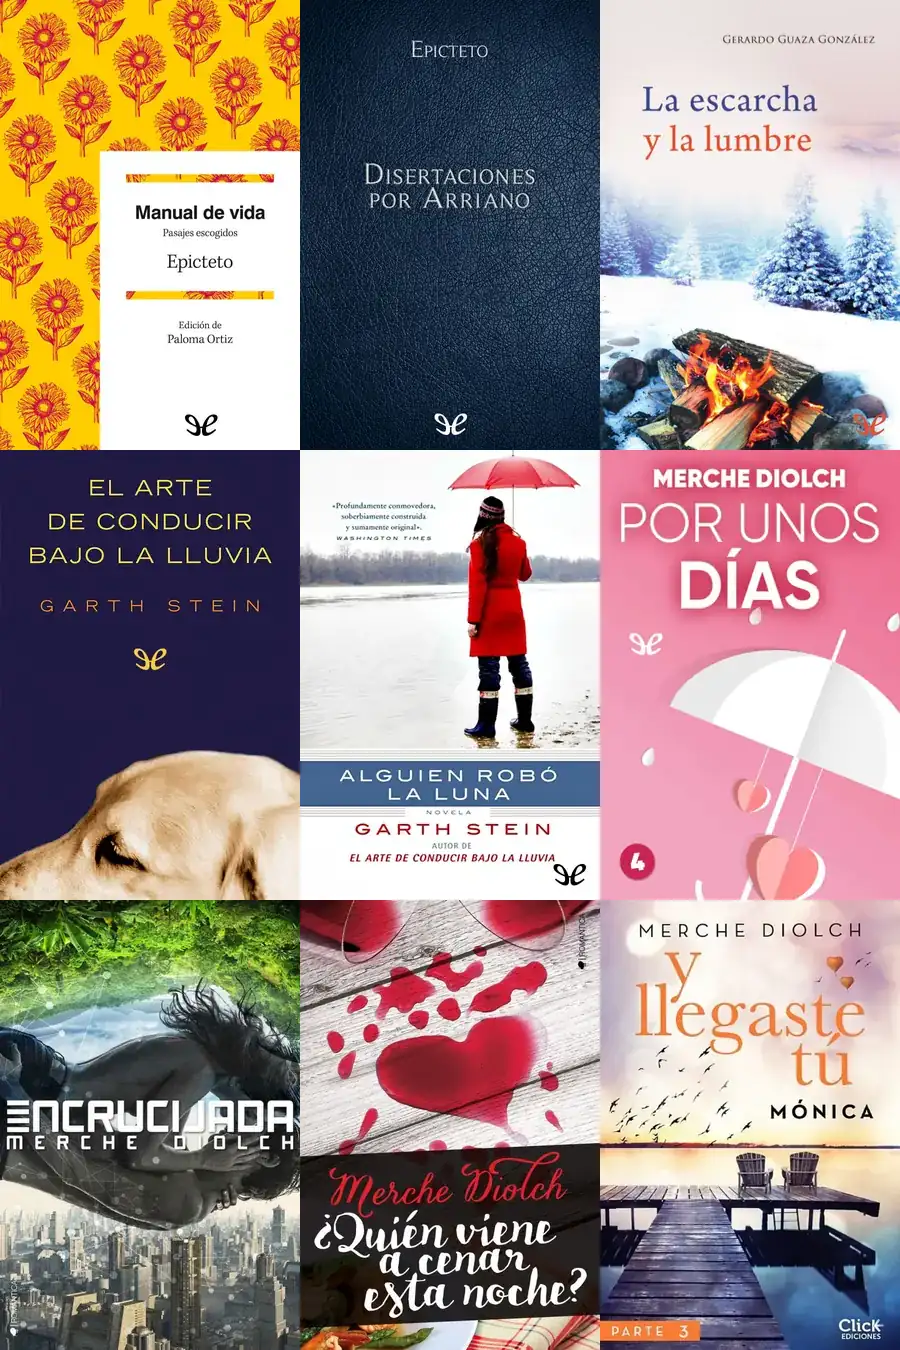 Manual de vida
Pasajes escogidos
Epicteto
Edición de
Paloma Ortiz
EPICTETO
DISERTACIONES
POR ARRIANO
GERARDO GUAZA GONZÁLEZ
La escarcha
y la lumbre
EL ARTE
DE CONDUCIR
BAJO LA LLUVIA
GARTH STEIN
«Profundamente conmovedora,
soberbiamente construida
y sumamente original».
WASHINGTON TIMES
ALGUIEN ROBÓ
LA LUNA
NOVELA
GARTH STEIN
AUTOR DE
EL ARTE DE CONDUCIR BAJO LA LLUVIA
MERCHE DIOLCH
POR UNOS
DÍAS
4
ENCRUCIJADA
MERCHE DIOLCH
ROMANTICA
Merche Diolch
¿Quién viene
a cenar
esta noche?
ROMANTICA
MERCHE DIOLCH
y
llegaste
tú
MÓNICA
PARTE 3
Click
EDICIONES